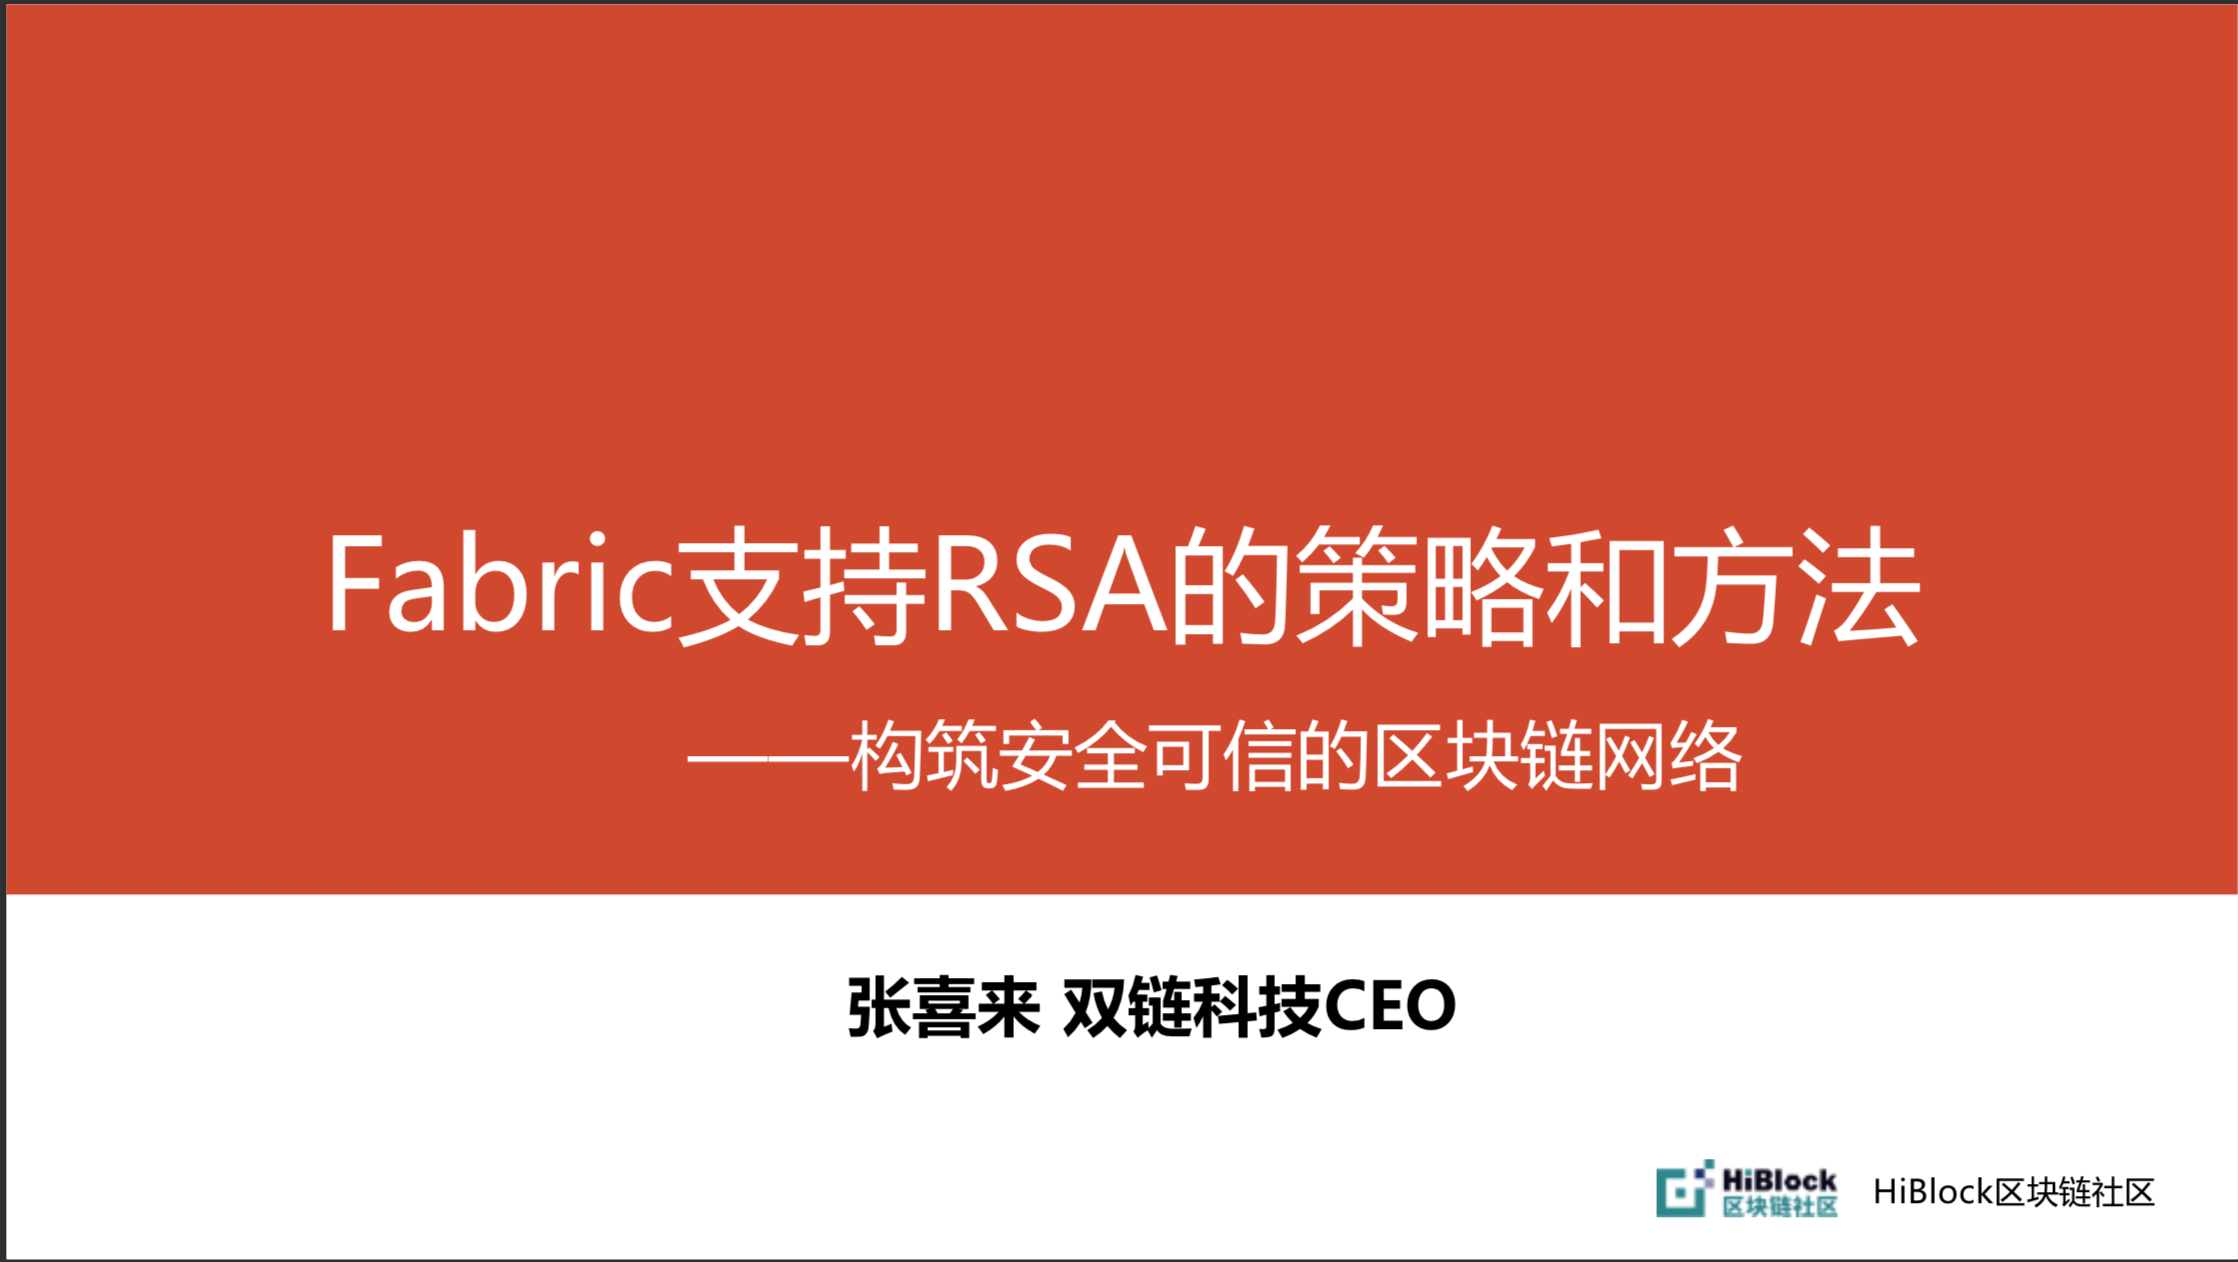 Fabric支持RSA的策略和方法
——构筑安全可信的区块链网络
张喜来 双链科技CEO
HiBlock
区块链社区
HiBlock区块链社区